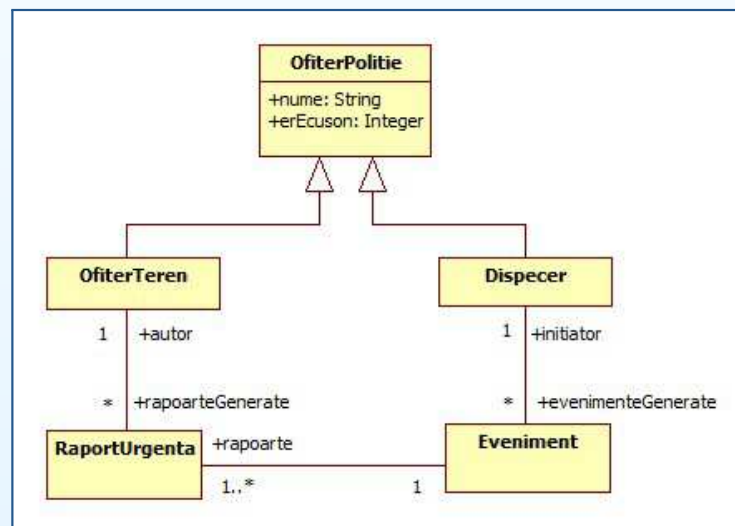 OfiterPolitie
+nume: String
+erEcuson: Integer
OfiterTeren
Dispecer
1 +autor
1 +initiator
* +rapoarteGenerate
* +evenimenteGenerate
RaportUrgenta
+rapoarte
Eveniment
1..* 1